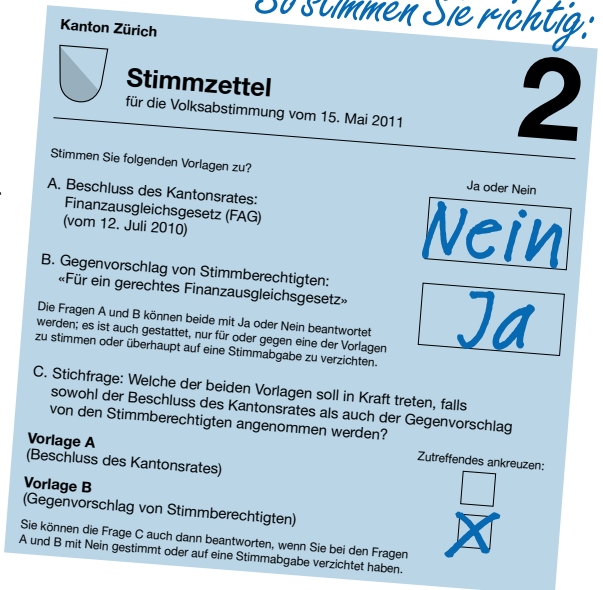 So stimmen Sie richtig:
Kanton Zürich
2
Stimmzettel
für die Volksabstimmung vom 15. Mai 2011
Stimmen Sie folgenden Vorlagen zu?
Ja oder Nein
A. Beschluss des Kantonsrates:
Finanzausgleichsgesetz (FAG)
(vom 12. Juli 2010)
Nein
B. Gegenvorschlag von Stimmberechtigten:
«Für ein gerechtes Finanzausgleichsgesetz»
Ja
Die Fragen A und B können beide mit Ja oder Nein beantwortet
werden; es ist auch gestattet, nur für oder gegen eine der Vorlagen
zu stimmen oder überhaupt auf eine Stimmabgabe zu verzichten.
C. Stichfrage: Welche der beiden Vorlagen soll in Kraft treten, falls
sowohl der Beschluss des Kantonsrates als auch der Gegenvorschlag
von den Stimmberechtigten angenommen werden?
Zutreffendes ankreuzen:
Vorlage A
(Beschluss des Kantonsrates)
Vorlage B
(Gegenvorschlag von Stimmberechtigten)
X
Sie können die Frage C auch dann beantworten, wenn Sie bei den Fragen
A und B mit Nein gestimmt oder auf eine Stimmabgabe verzichtet haben.